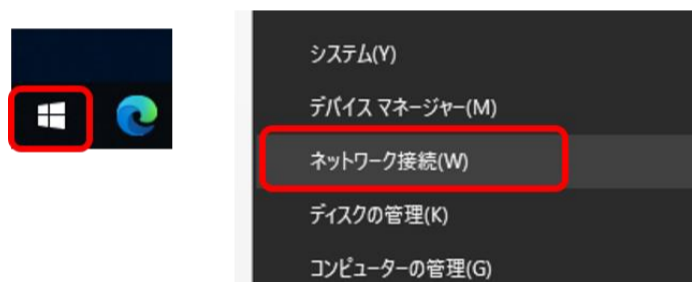 システム(Y)
デバイス マネージャー(M)
ネットワーク接続(W)
ディスクの管理(K)
コンピューターの管理(G)